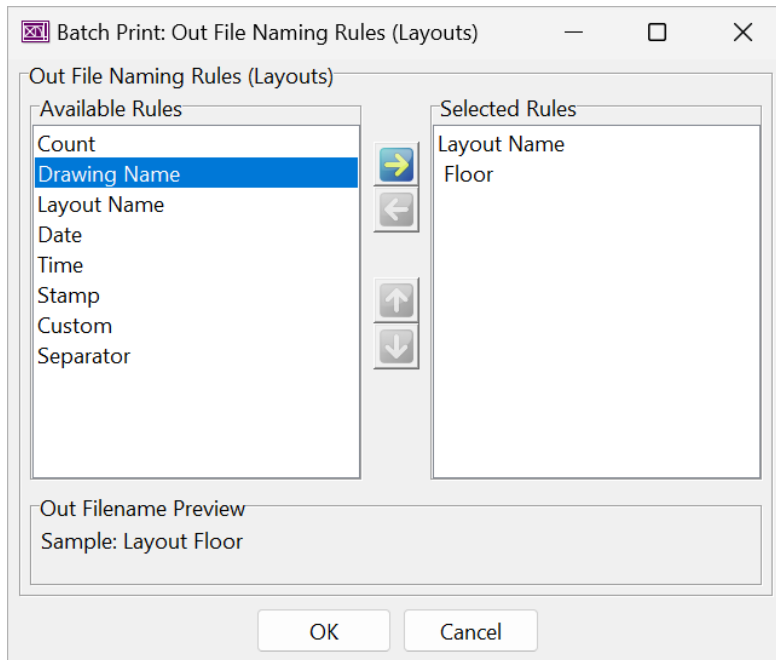 Batch Print: Out File Naming Rules (Layouts)
Out File Naming Rules (Layouts)
Available Rules
Count
Drawing Name
Layout Name
Date
Time
Stamp
Custom
Separator
Selected Rules
Layout Name
Floor
Out Filename Preview
Sample: Layout Floor
OK
Cancel